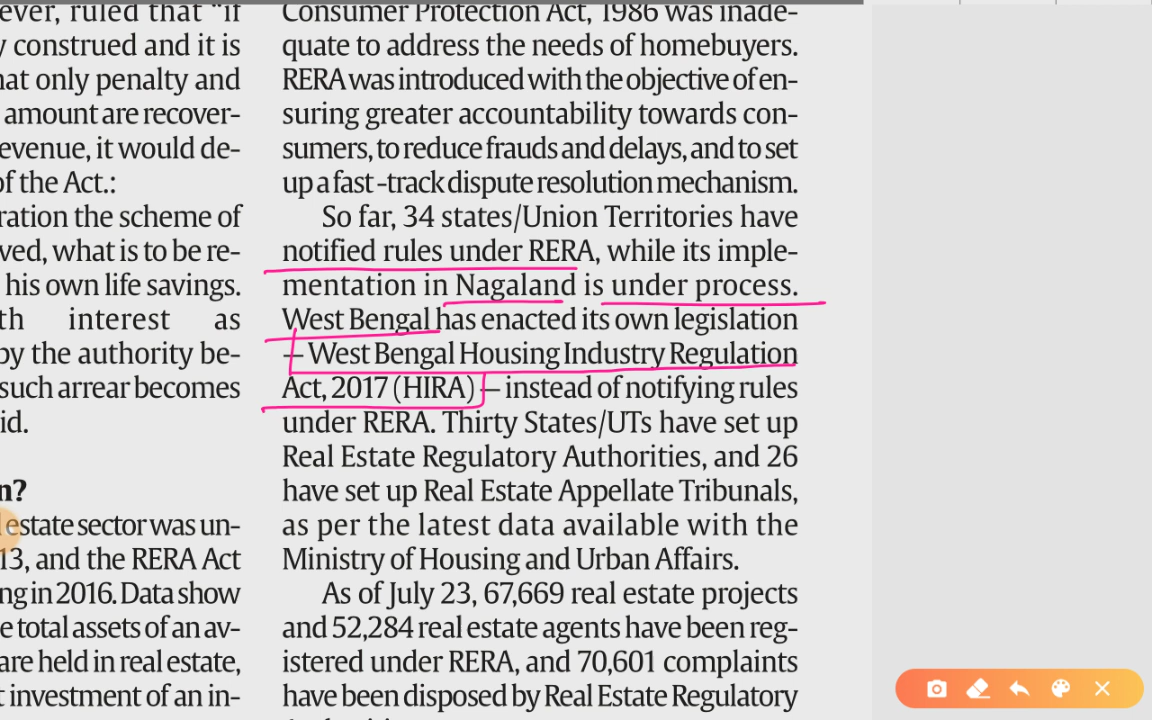 ever, ruled that "if
y construed and it is
hat only penalty and
amount are recover-
evenue, it would de-
of the Act.:
ration the scheme of
ved, what is to be re-
his own life savings.
th interest as
by the authority be-
such arrear becomes
id.
n?
estate sector was un-
13, and the RERA Act
ng in 2016. Data show
e total assets of an av-
are held in real estate,
t investment of an in-
Consumer Protection Act, 1986 was inade-
quate to address the needs of homebuyers.
RERA was introduced with the objective of en-
suring greater accountability towards con-
sumers, to reduce frauds and delays, and to set
up a fast -track dispute resolution mechanism.
So far, 34 states/Union Territories have
notified rules under RERA, while its imple-
mentation in Nagaland is under process.
West Bengal has enacted its own legislation
— West Bengal Housing Industry Regulation
Act, 2017 (HIRA) — instead of notifying rules
under RERA. Thirty States/UTs have set up
Real Estate Regulatory Authorities, and 26
have set up Real Estate Appellate Tribunals,
as per the latest data available with the
Ministry of Housing and Urban Affairs.
As of July 23, 67,669 real estate projects
and 52,284 real estate agents have been reg-
istered under RERA, and 70,601 complaints
have been disposed by Real Estate Regulatory